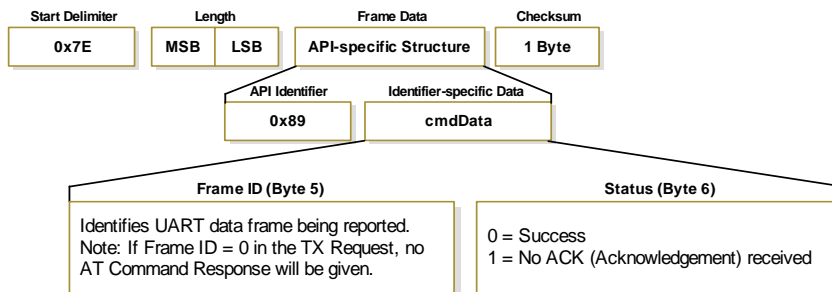 Start Delimiter Length Frame Data Checksum
0x7E MSB LSB API-specific Structure 1 Byte
API Identifier Identifier-specific Data
0x89 cmdData
Frame ID (Byte 5)
Identifies UART data frame being reported.
Note: If Frame ID = 0 in the TX Request, no
AT Command Response will be given.
Status (Byte 6)
0 = Success
1 = No ACK (Acknowledgement) received